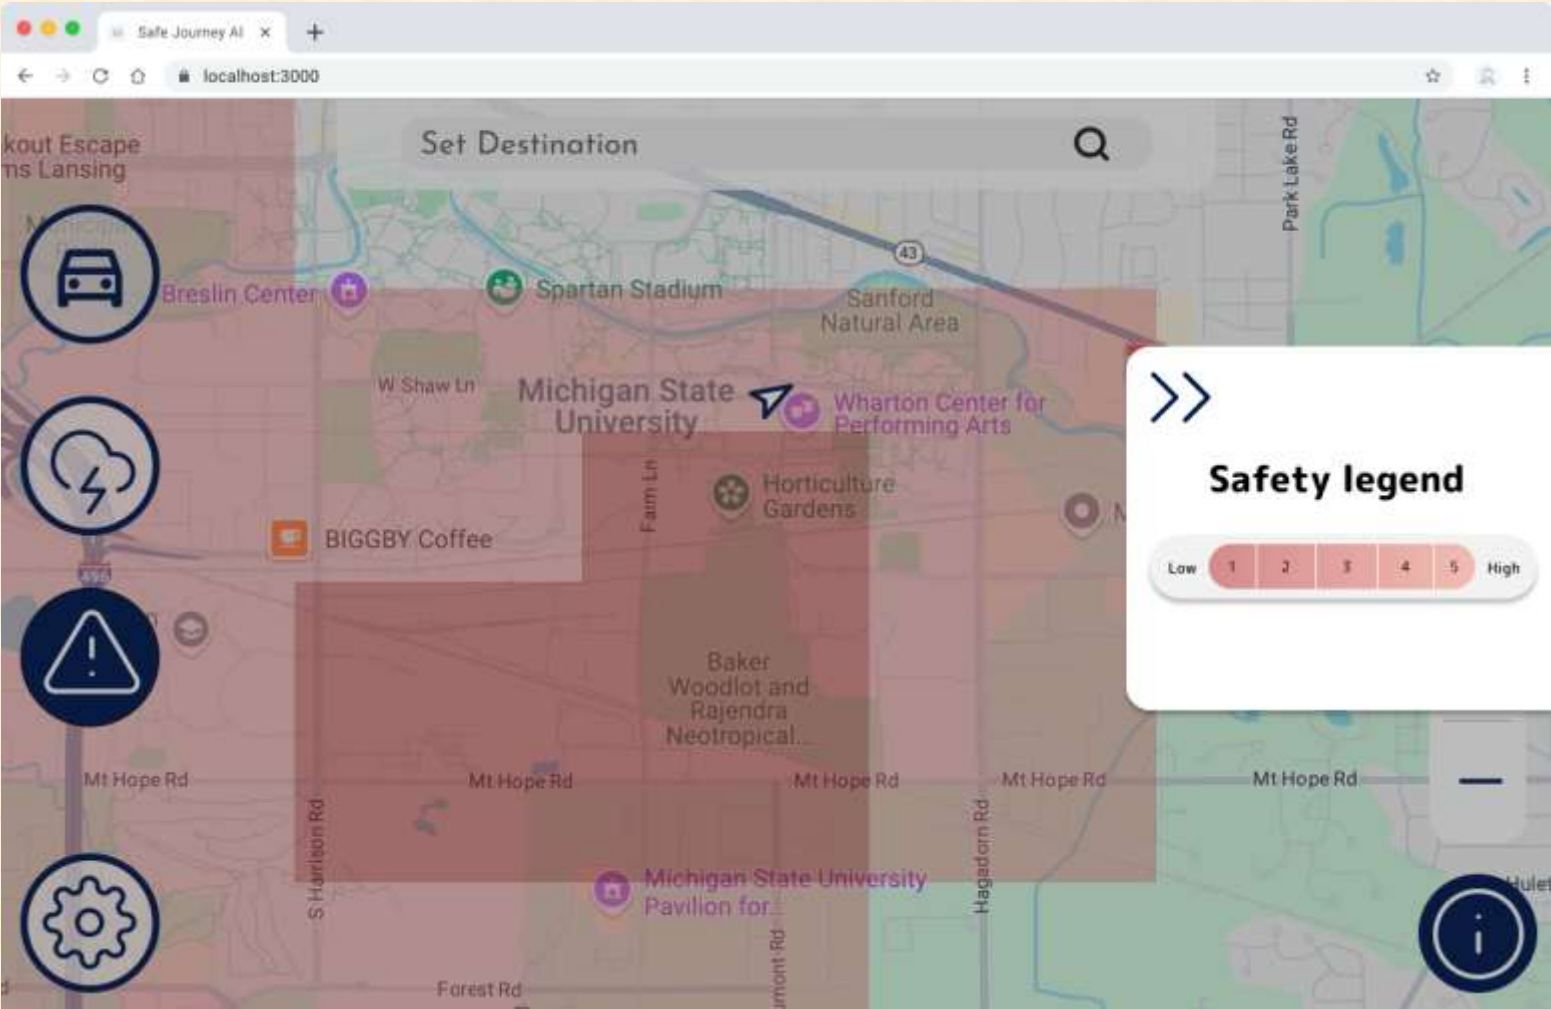 Safe Journey AI
localhost:3000
Set Destination
kout Escape
ms Lansing
Park Lake Rd
43
Breslin Center
Spartan Stadium
Sanford
Natural Area
W Shaw Ln
Michigan State
University
Wharton Center for
Performing Arts
Safety legend
Low 1 2 3 4 5 High
Farm Ln
Horticulture
Gardens
M
BIGGBY Coffee
496
Baker
Woodlot and
Rajendra
Neotropical...
Mt Hope Rd
Mt Hope Rd
Mt Hope Rd
Mt Hope Rd
Mt Hope Rd
S Harrison Rd
Hagadorn Rd
Michigan State University
Pavilion for...
Hulet
umont Rd
Forest Rd